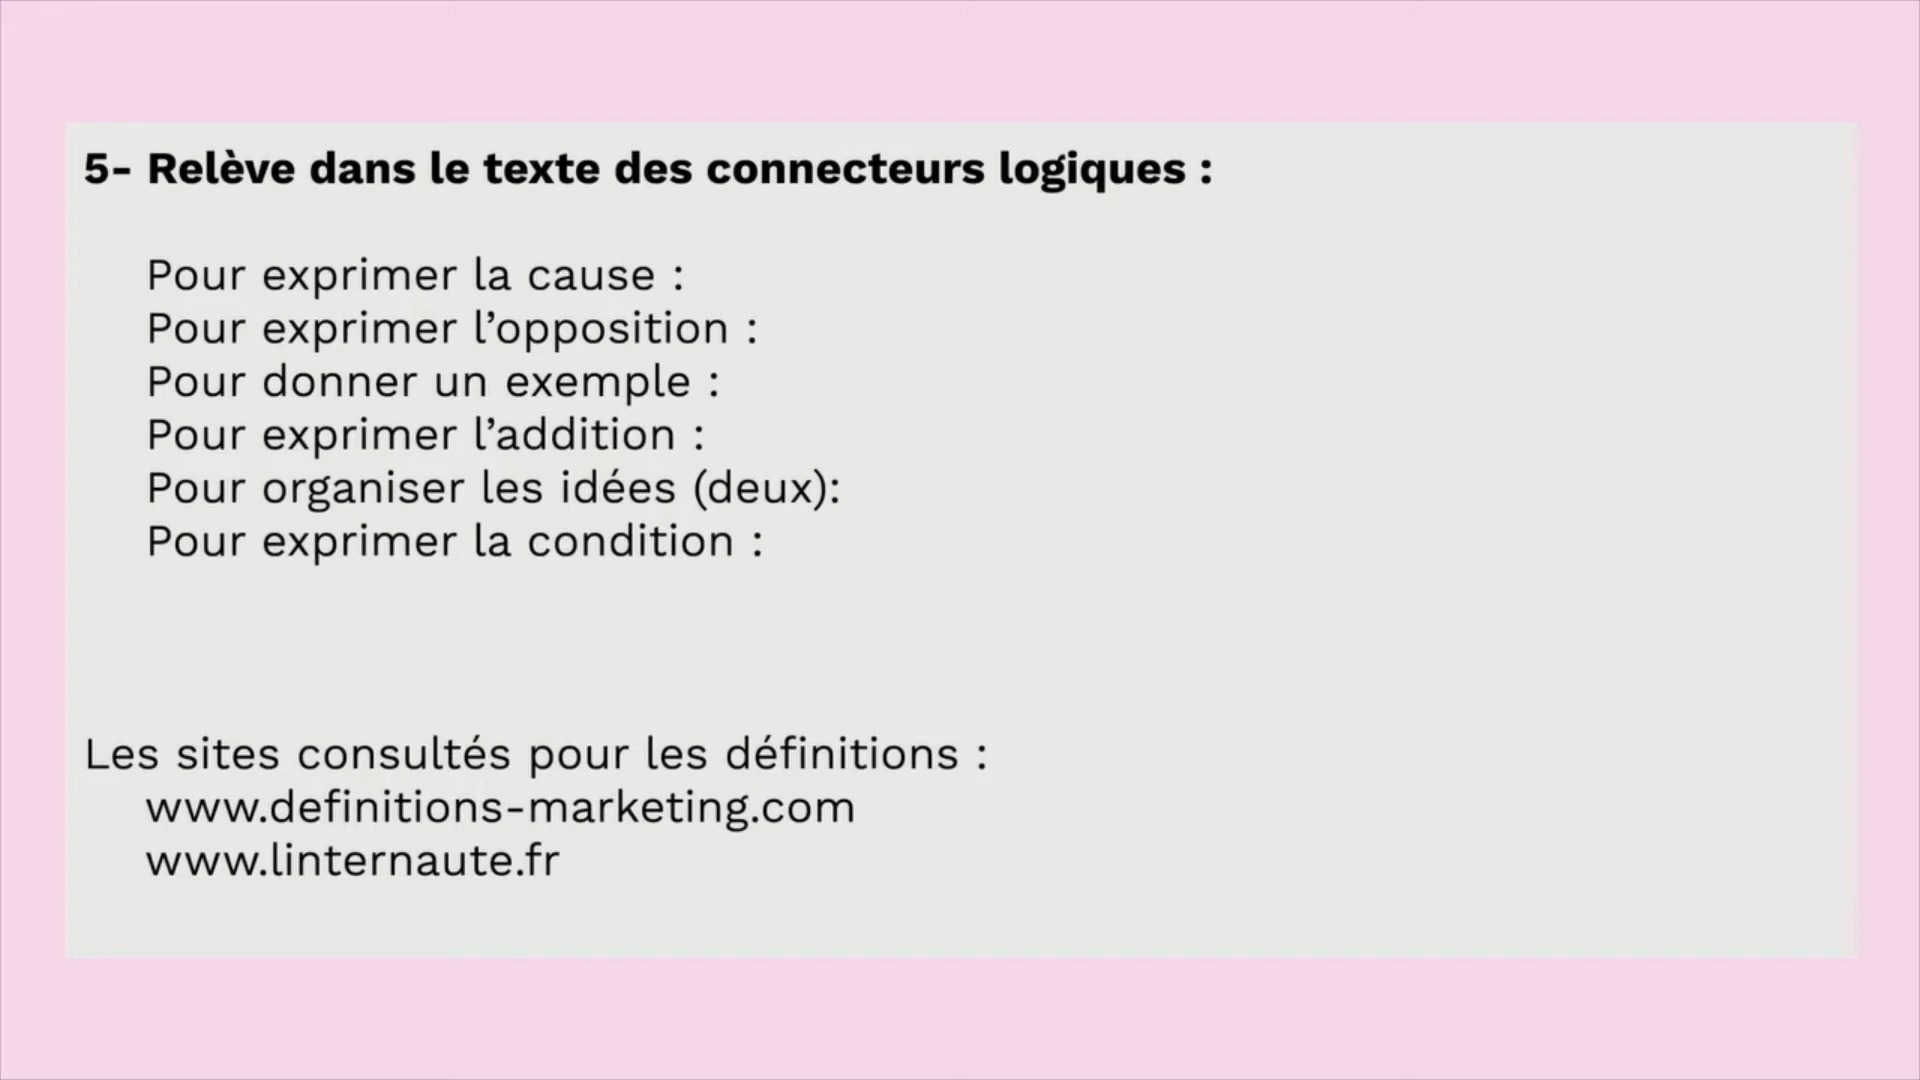 5- Relève dans le texte des connecteurs logiques :
Pour exprimer la cause :
Pour exprimer l’opposition :
Pour donner un exemple :
Pour exprimer l’addition :
Pour organiser les idées (deux):
Pour exprimer la condition :
Les sites consultés pour les définitions :
www.definitions-marketing.com
www.linternaute.fr